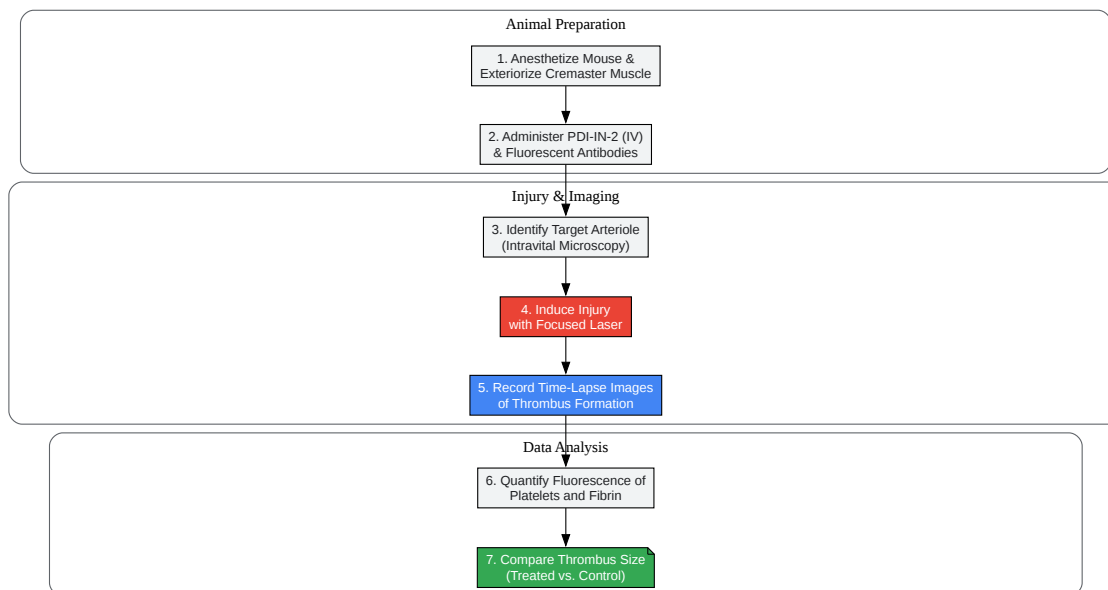 Animal Preparation
1. Anesthetize Mouse &
Exteriorize Cremaster Muscle
2. Administer PDI-IN-2 (IV)
& Fluorescent Antibodies
Injury & Imaging
3. Identify Target Arteriole
(Intravital Microscopy)
4. Induce Injury
with Focused Laser
5. Record Time-Lapse Images
of Thrombus Formation
Data Analysis
6. Quantify Fluorescence of
Platelets and Fibrin
7. Compare Thrombus Size
(Treated vs. Control)